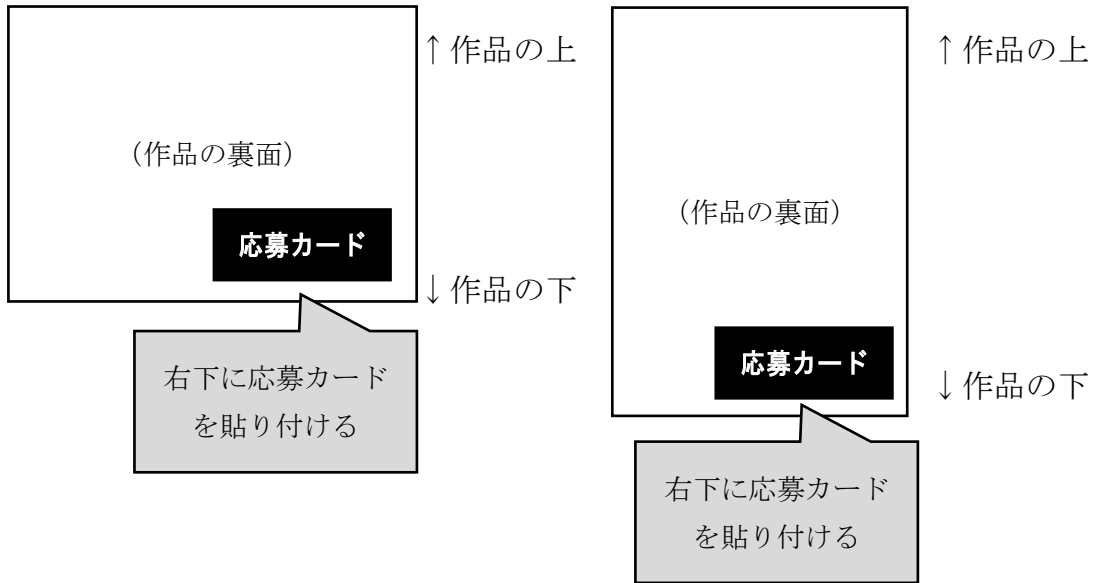 ↑作品の上
(作品の裏面)
応募カード
↓作品の下
右下に応募カード
を貼り付ける
↑作品の上
(作品の裏面)
応募カード
↓作品の下
右下に応募カード
を貼り付ける